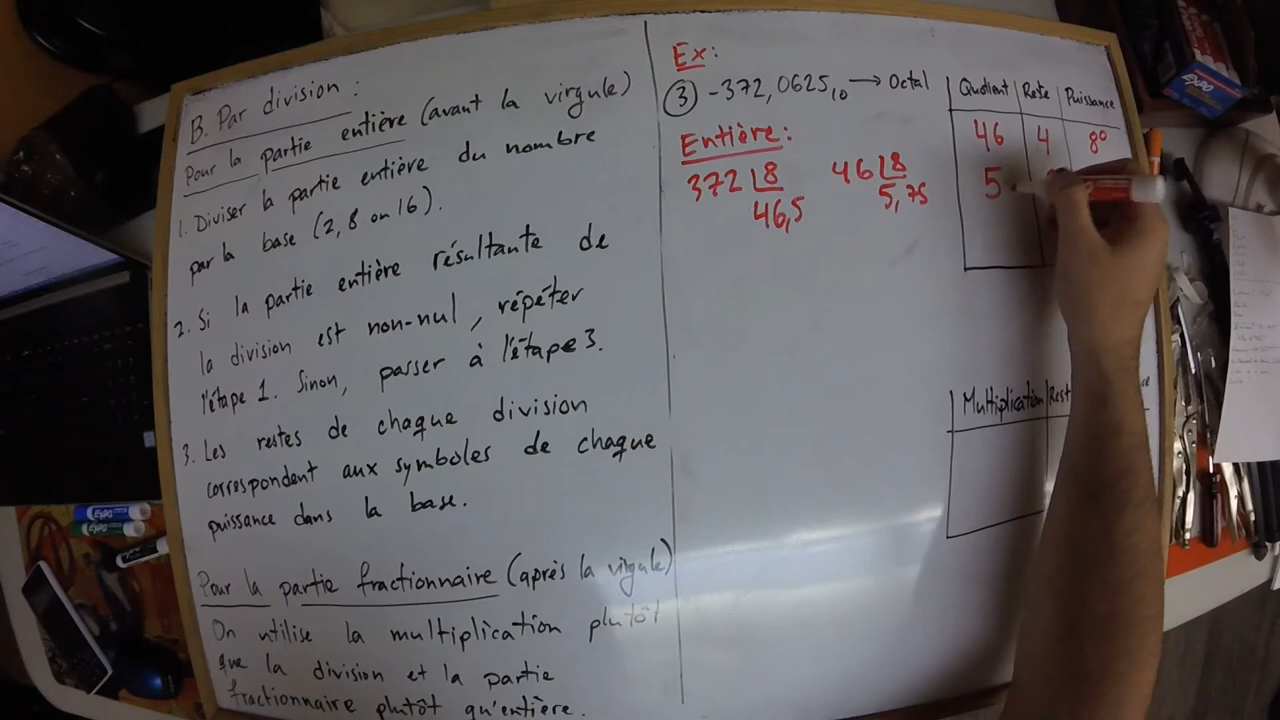 B. Par division :
Pour la partie entière (avant la virgule)
1. Diviser la partie entière du nombre
par la base (2, 8 ou 16).
2. Si la partie entière résultante de
la division est non-nul, répéter
l'étape 1. Sinon, passer à l'étape 3.
3. Les restes de chaque division
correspondent aux symboles de chaque
puissance dans la base.
Pour la partie fractionnaire (après la virgule)
On utilise la multiplication plutôt
que la division et la partie
fractionnaire plutôt qu'entière.
Ex:
③ -372,0625₁₀ → Octal
Entière:
372 | 8
46,5
46 | 8
5,75
Quotient | Reste | Puissance
46 | 4 | 8⁰
5
Multiplication | Rest
EXPO
EXPO
EXPO
EXPO